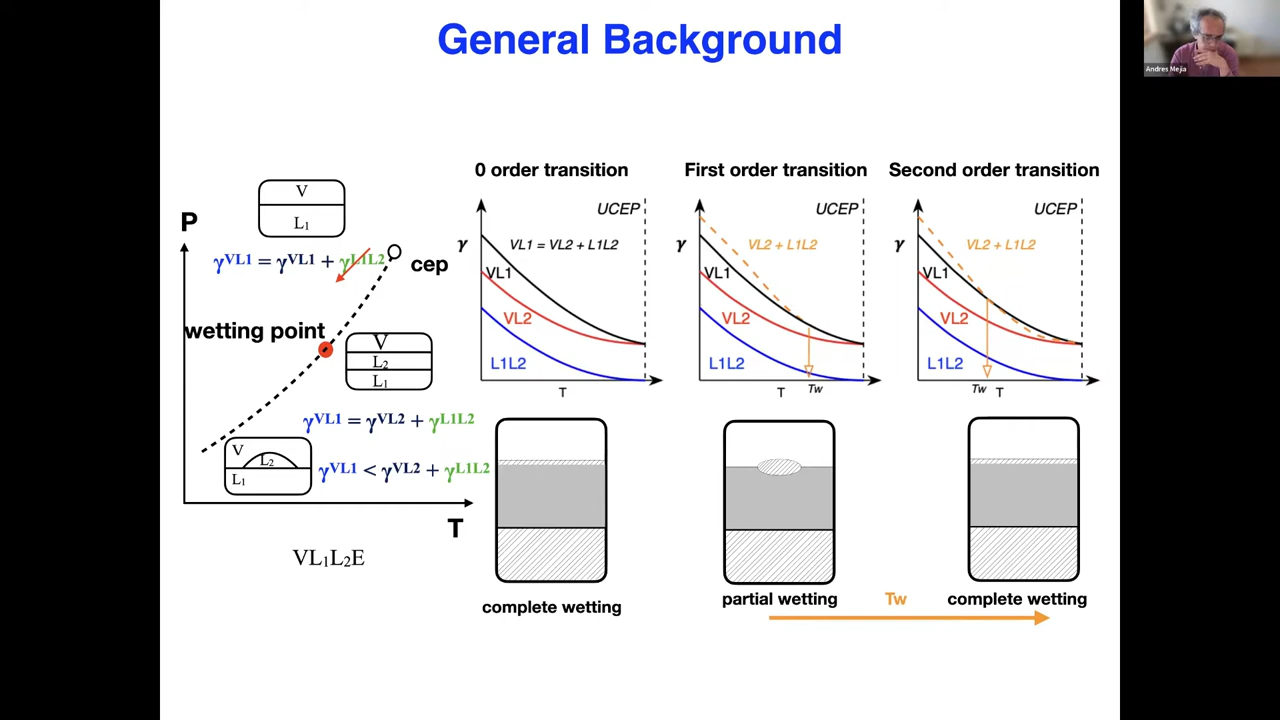 General Background
Andres Mejia
V
L₁
P
γVL1 = γVL1 + γL1L2
cep
wetting point
V
L₂
L₁
γVL1 = γVL2 + γL1L2
V
L₂
L₁
γVL1 < γVL2 + γL1L2
T
VL₁L₂E
0 order transition
UCEP
γ
VL1 = VL2 + L1L2
VL1
VL2
L1L2
T
First order transition
UCEP
γ
VL2 + L1L2
VL1
VL2
L1L2
T
Tw
Second order transition
UCEP
γ
VL2 + L1L2
VL1
VL2
L1L2
Tw
T
complete wetting
partial wetting
Tw
complete wetting